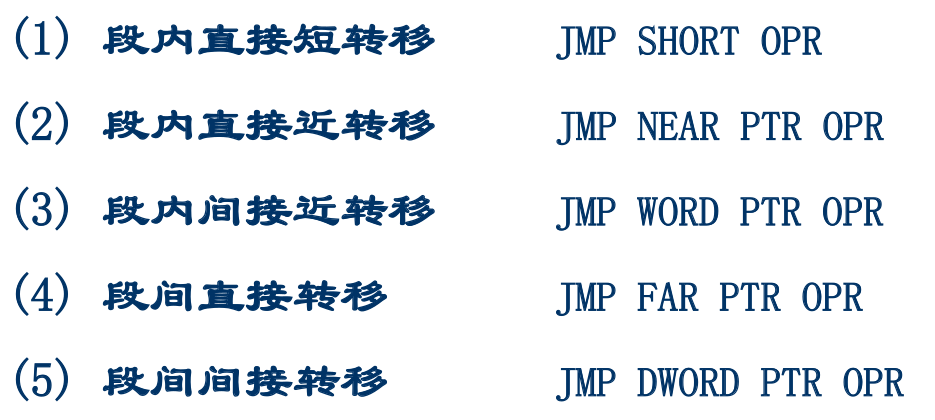 (1) 段内直接短转移 JMP SHORT OPR
(2) 段内直接近转移 JMP NEAR PTR OPR
(3) 段内间接近转移 JMP WORD PTR OPR
(4) 段间直接转移 JMP FAR PTR OPR
(5) 段间间接转移 JMP DWORD PTR OPR